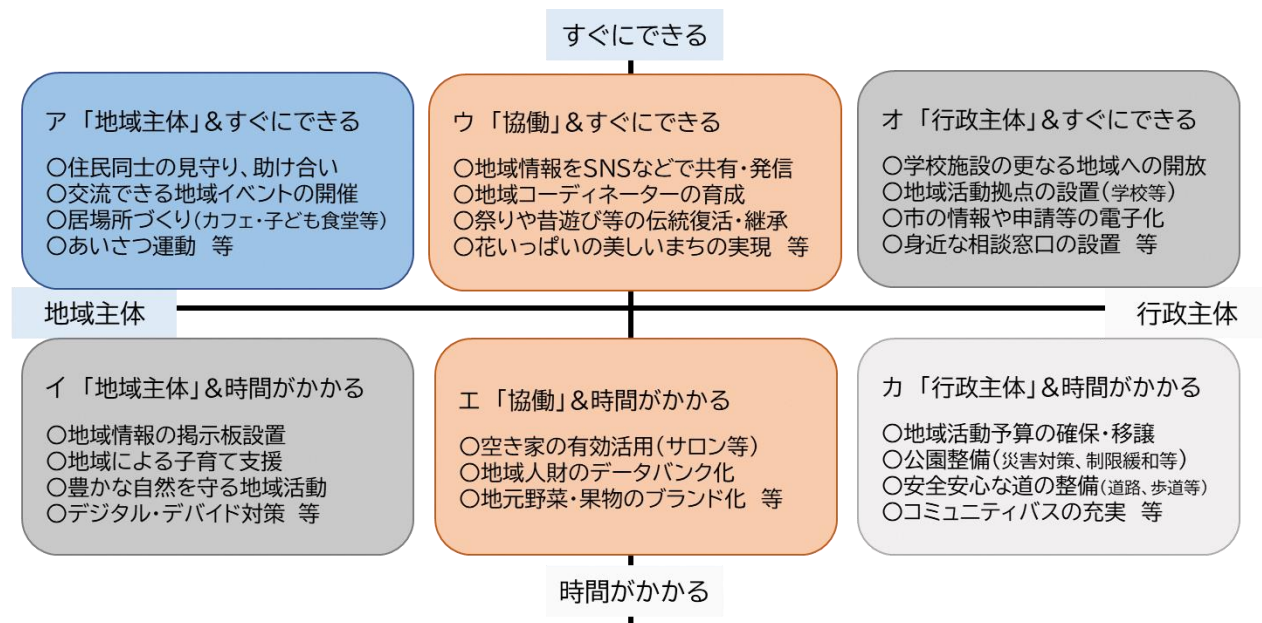 すぐにできる
ア 「地域主体」&すぐにできる
○住民同士の見守り、助け合い
○交流できる地域イベントの開催
○居場所づくり(カフェ・子ども食堂等)
○あいさつ運動 等
ウ 「協働」&すぐにできる
○地域情報をSNSなどで共有・発信
○地域コーディネーターの育成
○祭りや昔遊び等の伝統復活・継承
○花いっぱいの美しいまちの実現 等
オ 「行政主体」&すぐにできる
○学校施設の更なる地域への開放
○地域活動拠点の設置(学校等)
○市の情報や申請等の電子化
○身近な相談窓口の設置 等
地域主体
行政主体
イ 「地域主体」&時間がかかる
○地域情報の掲示板設置
○地域による子育て支援
○豊かな自然を守る地域活動
○デジタル・デバイド対策 等
エ 「協働」&時間がかかる
○空き家の有効活用(サロン等)
○地域人財のデータバンク化
○地元野菜・果物のブランド化 等
カ 「行政主体」&時間がかかる
○地域活動予算の確保・移譲
○公園整備(災害対策、制限緩和等)
○安全安心な道の整備(道路、歩道等)
○コミュニティバスの充実 等
時間がかかる